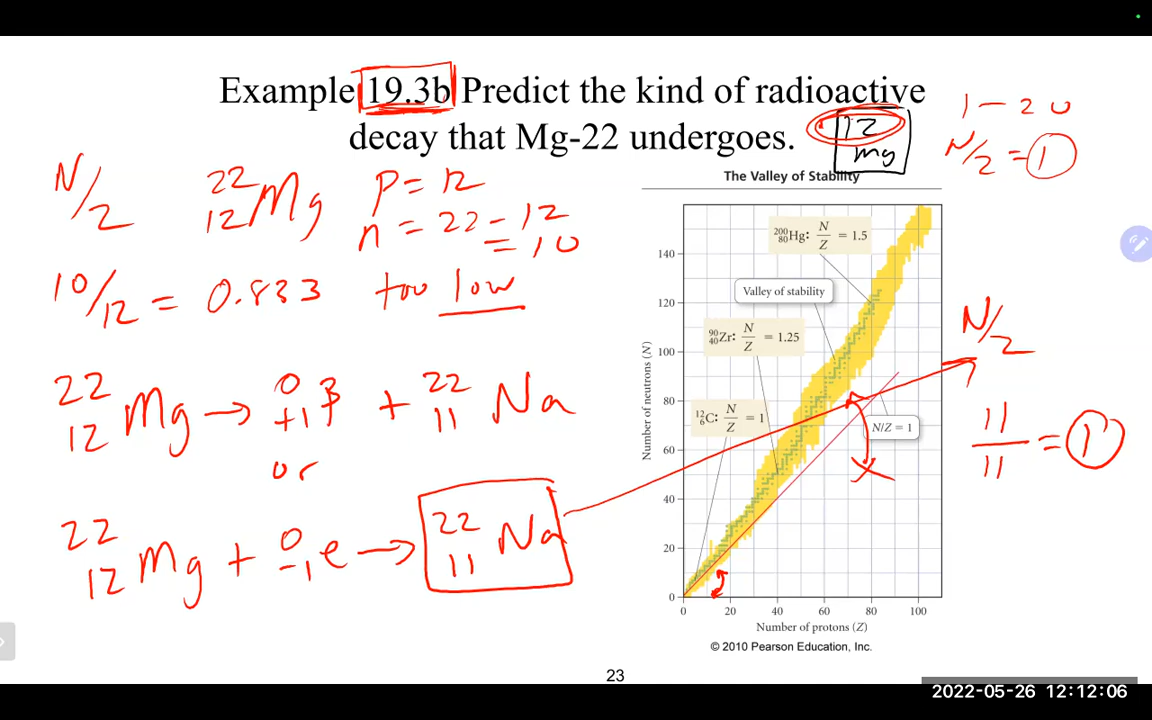 Example 19.3b Predict the kind of radioactive
decay that Mg-22 undergoes.
12
mg
1 – 20
N/Z = 1
N/Z
22
12 Mg
p = 12
n = 22 - 12
= 10
10/12 = 0.833 too low
22 0 22
12 Mg → +1 β + 11 Na
or
22 0 22
12 Mg + -1 e → 11 Na
The Valley of Stability
200
80Hg: N/Z = 1.5
Valley of stability
90
40Zr: N/Z = 1.25
12
6C: N/Z = 1
N/Z = 1
Number of neutrons (N)
140
120
100
80
60
40
20
0
0 20 40 60 80 100
Number of protons (Z)
© 2010 Pearson Education, Inc.
N/Z
11/11 = 1
23
2022-05-26 12:12:06